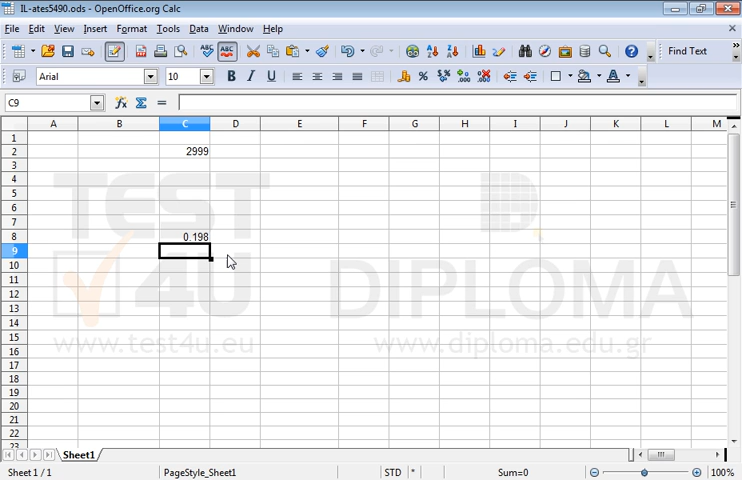 IL-ates5490.ods - OpenOffice.org Calc
File Edit View Insert Format Tools Data Window Help
Find Text
Arial 10
C9
A B C D E F G H I J K L M
1
2 2999
3
4
5
6
7
8 0.198
9
10
11
12
13
14
15
16
17
18
19
20
21
22
23
TEST
4U
www.test4u.eu
D
DIPLOMA
www.diploma.edu.gr
Sheet1
Sheet 1 / 1 PageStyle_Sheet1 STD * Sum=0 100%